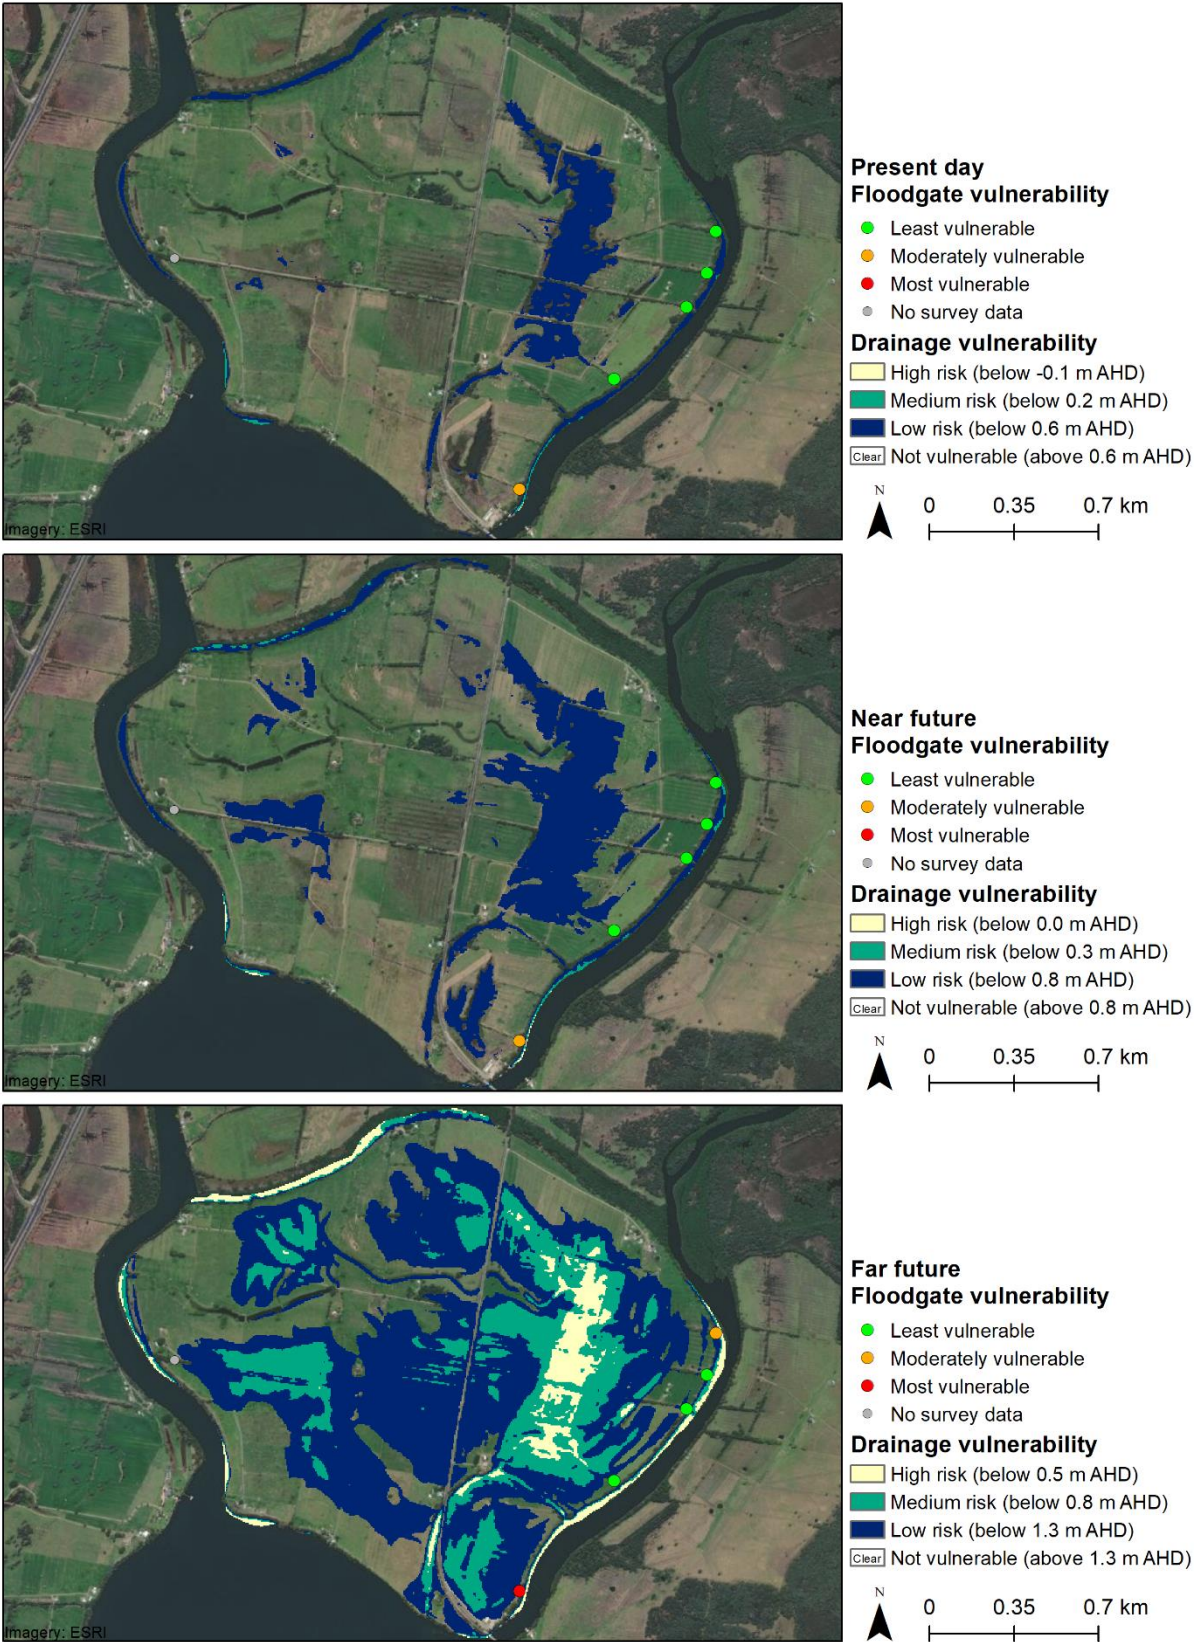 Present day
Floodgate vulnerability
Least vulnerable
Moderately vulnerable
Most vulnerable
No survey data
Drainage vulnerability
High risk (below -0.1 m AHD)
Medium risk (below 0.2 m AHD)
Low risk (below 0.6 m AHD)
Clear Not vulnerable (above 0.6 m AHD)
N
0 0.35 0.7 km
Imagery: ESRI
Near future
Floodgate vulnerability
Least vulnerable
Moderately vulnerable
Most vulnerable
No survey data
Drainage vulnerability
High risk (below 0.0 m AHD)
Medium risk (below 0.3 m AHD)
Low risk (below 0.8 m AHD)
Clear Not vulnerable (above 0.8 m AHD)
N
0 0.35 0.7 km
Imagery: ESRI
Far future
Floodgate vulnerability
Least vulnerable
Moderately vulnerable
Most vulnerable
No survey data
Drainage vulnerability
High risk (below 0.5 m AHD)
Medium risk (below 0.8 m AHD)
Low risk (below 1.3 m AHD)
Clear Not vulnerable (above 1.3 m AHD)
N
0 0.35 0.7 km
Imagery: ESRI